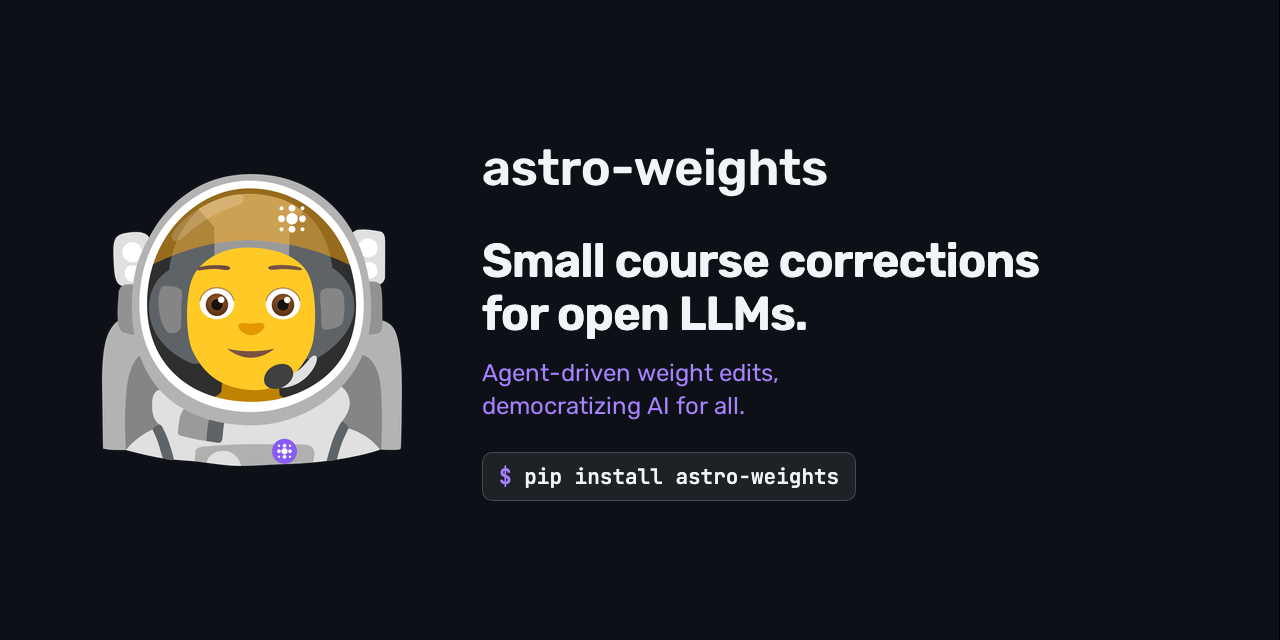 astro-weights
Small course corrections
for open LLMs.
Agent-driven weight edits,
democratizing AI for all.
$ pip install astro-weights